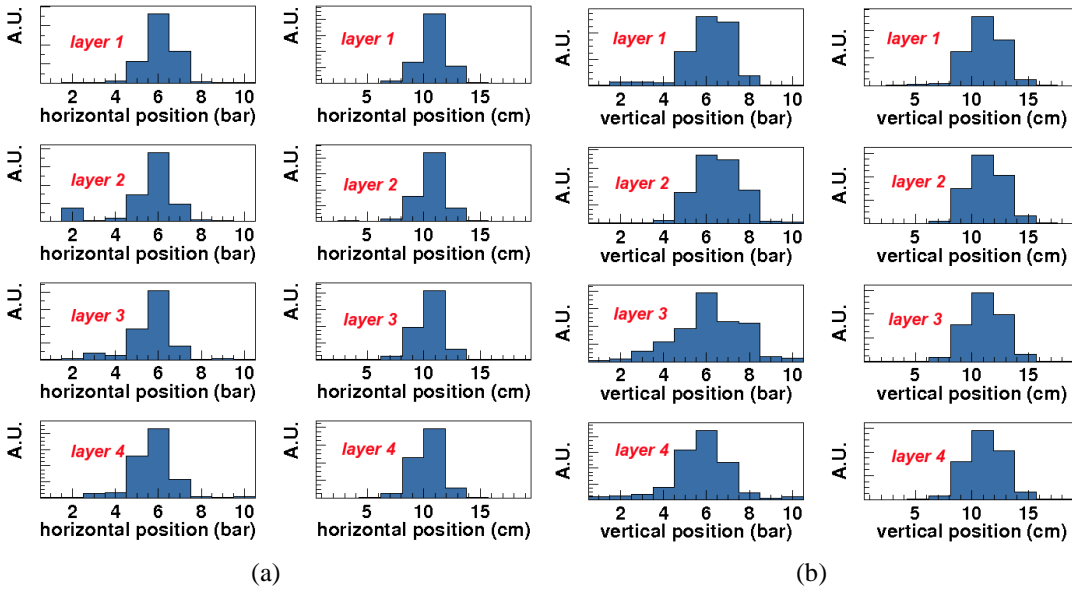 A.U. layer 1 A.U. layer 1 A.U. layer 1 A.U. layer 1
2 4 6 8 10 5 10 15 2 4 6 8 10 5 10 15
horizontal position (bar) horizontal position (cm) vertical position (bar) vertical position (cm)
A.U. layer 2 A.U. layer 2 A.U. layer 2 A.U. layer 2
2 4 6 8 10 5 10 15 2 4 6 8 10 5 10 15
horizontal position (bar) horizontal position (cm) vertical position (bar) vertical position (cm)
A.U. layer 3 A.U. layer 3 A.U. layer 3 A.U. layer 3
2 4 6 8 10 5 10 15 2 4 6 8 10 5 10 15
horizontal position (bar) horizontal position (cm) vertical position (bar) vertical position (cm)
A.U. layer 4 A.U. layer 4 A.U. layer 4 A.U. layer 4
2 4 6 8 10 5 10 15 2 4 6 8 10 5 10 15
horizontal position (bar) horizontal position (cm) vertical position (bar) vertical position (cm)
(a) (b)